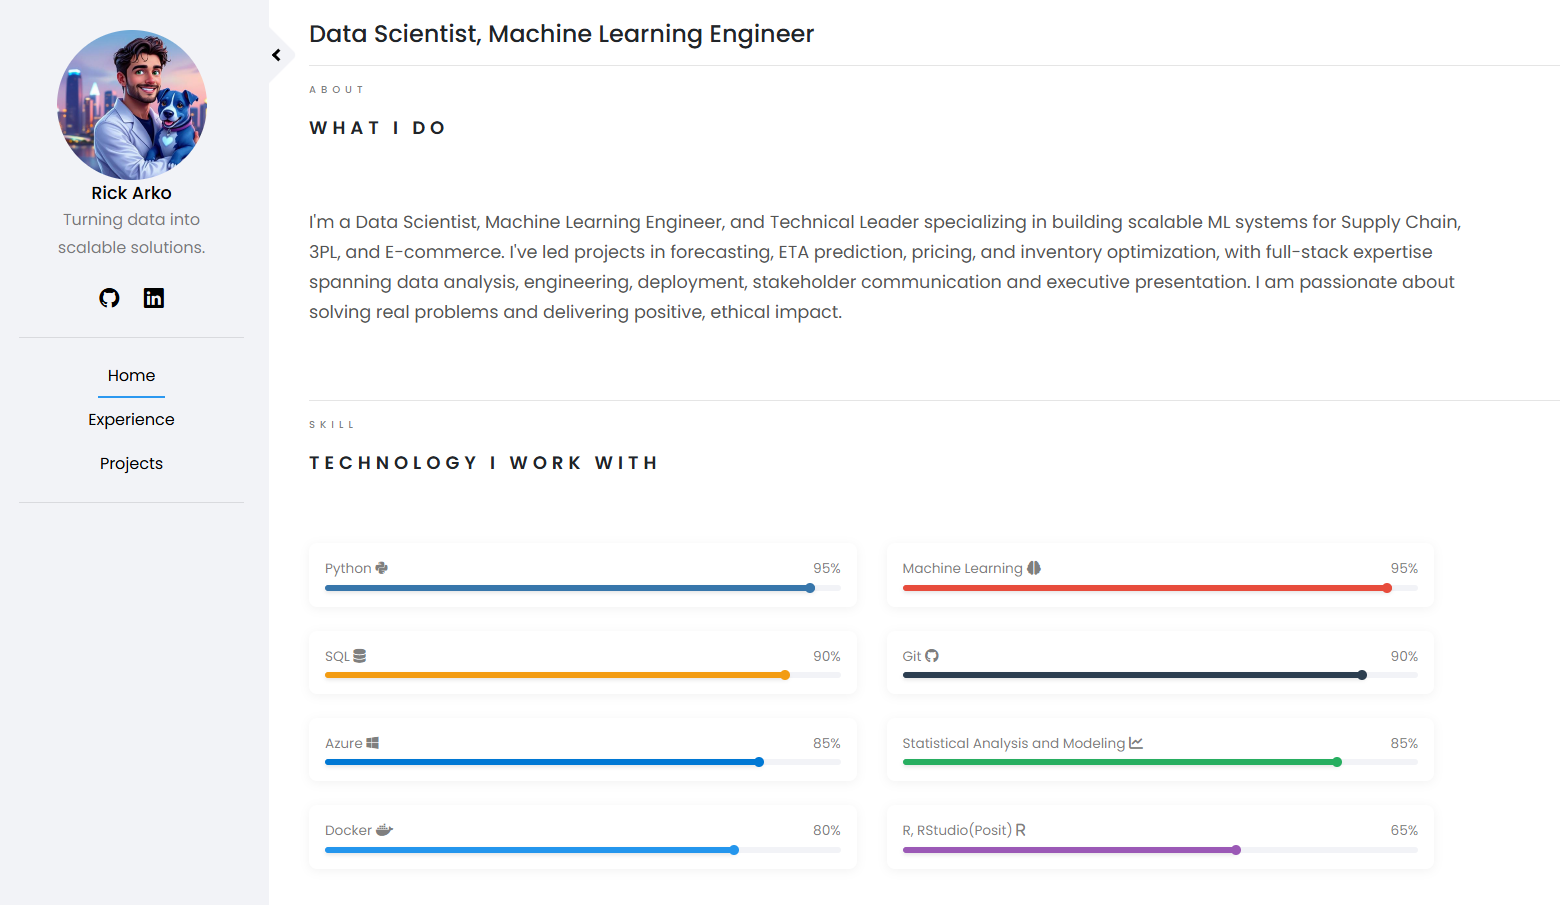 Rick Arko
Turning data into
scalable solutions.
Home
Experience
Projects
Data Scientist, Machine Learning Engineer
ABOUT
WHAT I DO
I'm a Data Scientist, Machine Learning Engineer, and Technical Leader specializing in building scalable ML systems for Supply Chain,
3PL, and E-commerce. I've led projects in forecasting, ETA prediction, pricing, and inventory optimization, with full-stack expertise
spanning data analysis, engineering, deployment, stakeholder communication and executive presentation. I am passionate about
solving real problems and delivering positive, ethical impact.
SKILL
TECHNOLOGY I WORK WITH
Python 95%
Machine Learning 95%
SQL 90%
Git 90%
Azure 85%
Statistical Analysis and Modeling 85%
Docker 80%
R, RStudio(Posit) R 65%